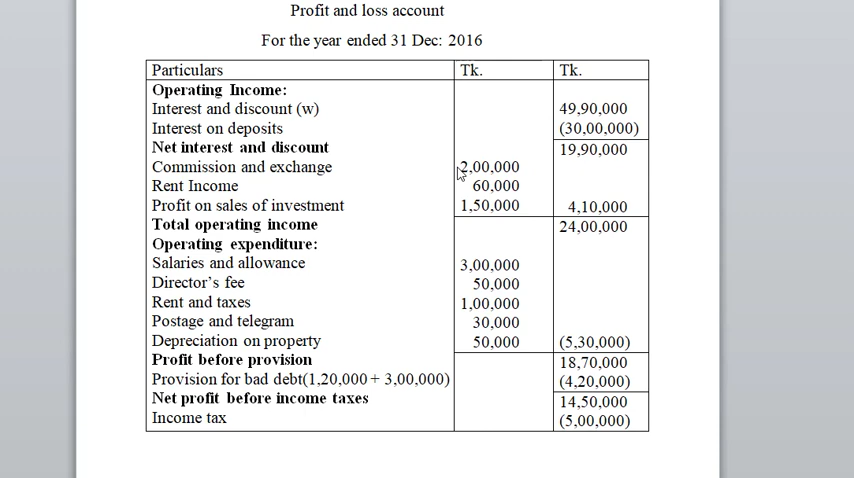 Profit and loss account
For the year ended 31 Dec: 2016
Particulars Tk. Tk.
Operating Income:
Interest and discount (w) 49,90,000
Interest on deposits (30,00,000)
Net interest and discount 19,90,000
Commission and exchange 2,00,000
Rent Income 60,000
Profit on sales of investment 1,50,000 4,10,000
Total operating income 24,00,000
Operating expenditure:
Salaries and allowance 3,00,000
Director's fee 50,000
Rent and taxes 1,00,000
Postage and telegram 30,000
Depreciation on property 50,000 (5,30,000)
Profit before provision 18,70,000
Provision for bad debt(1,20,000 + 3,00,000) (4,20,000)
Net profit before income taxes 14,50,000
Income tax (5,00,000)